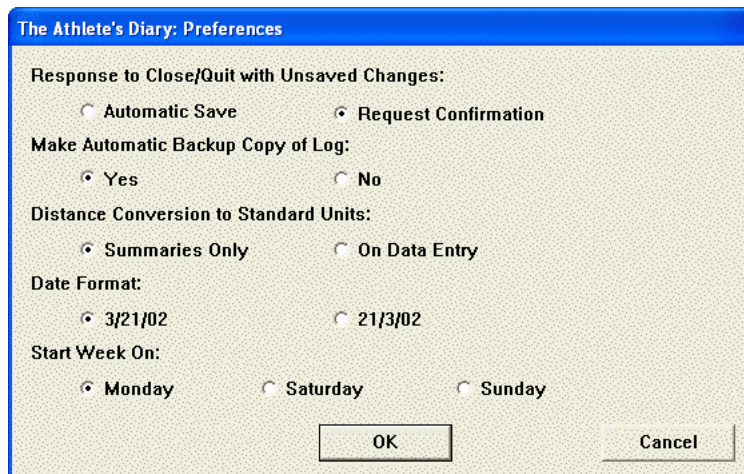 The Athlete's Diary: Preferences
Response to Close/Quit with Unsaved Changes:
Automatic Save Request Confirmation
Make Automatic Backup Copy of Log:
Yes No
Distance Conversion to Standard Units:
Summaries Only On Data Entry
Date Format:
3/21/02 21/3/02
Start Week On:
Monday Saturday Sunday
OK Cancel